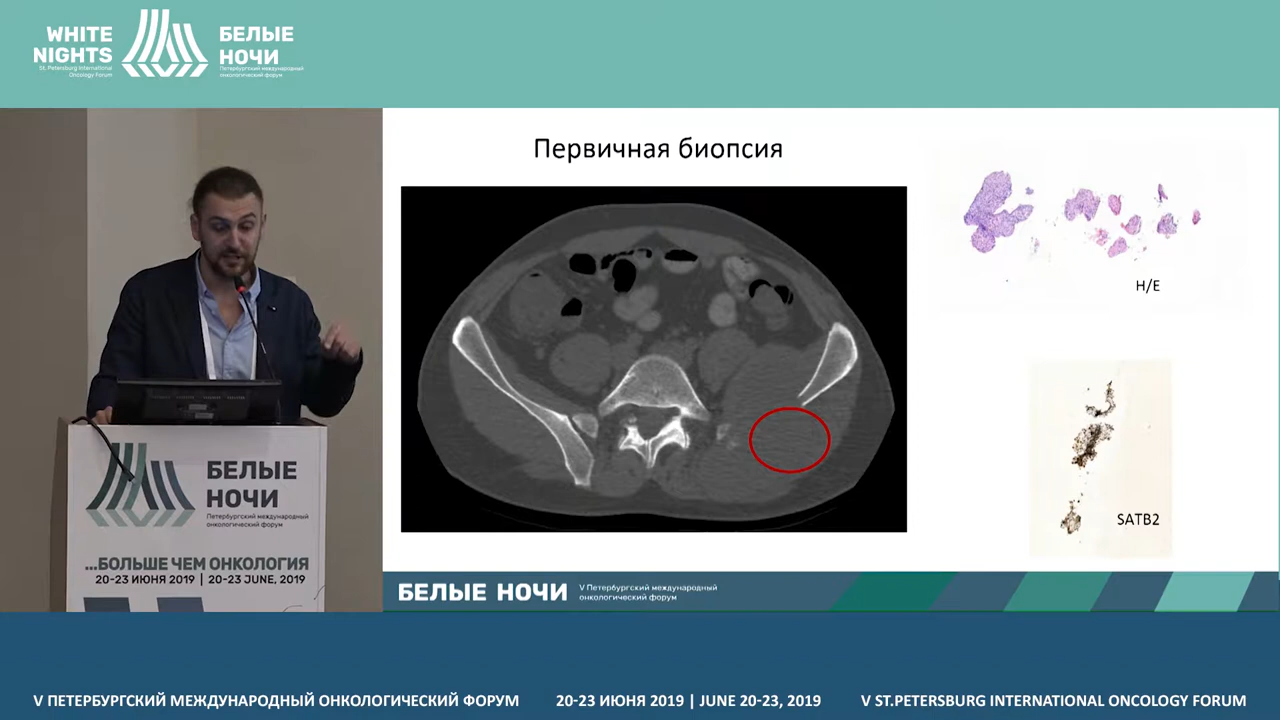 WHITE
NIGHTS
St. Petersburg International
Oncology Forum
БЕЛЫЕ
НОЧИ
Петербургский международный
онкологический форум
Первичная биопсия
H/E
SATB2
БЕЛЫЕ
НОЧИ
Петербургский международный
онкологический форум
...БОЛЬШЕ ЧЕМ ОНКОЛОГИЯ
20-23 ИЮНЯ 2019 | 20-23 JUNE, 2019
БЕЛЫЕ НОЧИ
V Петербургский международный
онкологический форум
V ПЕТЕРБУРГСКИЙ МЕЖДУНАРОДНЫЙ ОНКОЛОГИЧЕСКИЙ ФОРУМ 20-23 ИЮНЯ 2019 | JUNE 20-23, 2019 V ST.PETERSBURG INTERNATIONAL ONCOLOGY FORUM